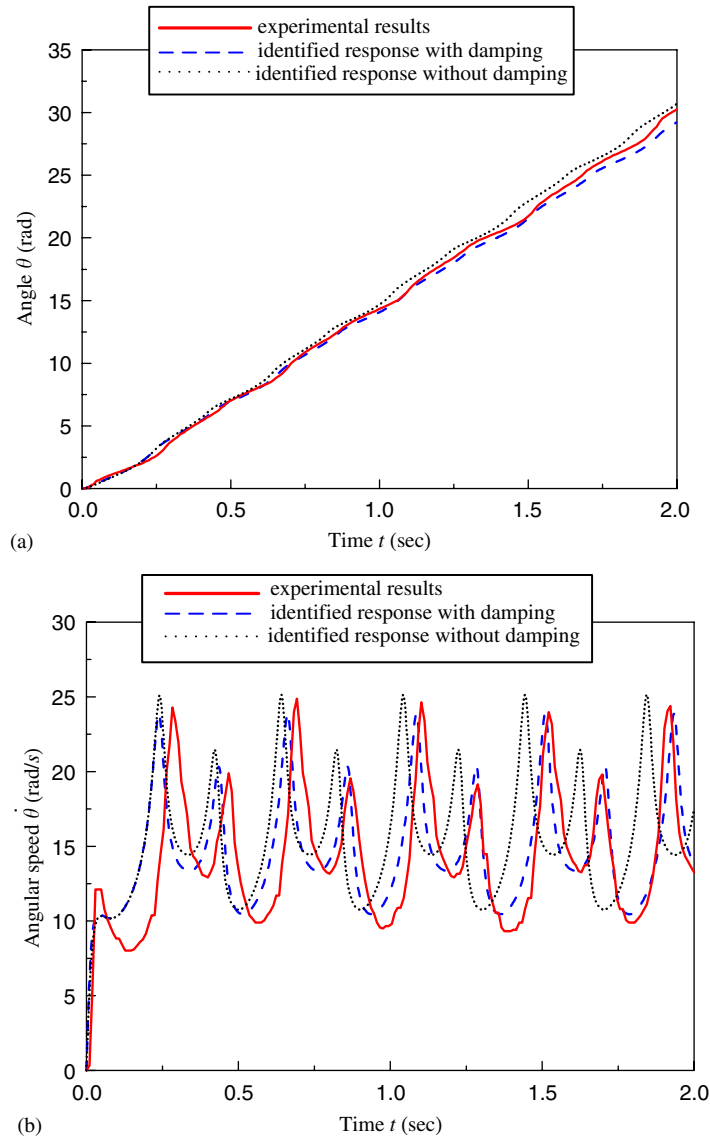 experimental results
identified response with damping
identified response without damping
35
30
25
20
15
10
5
0
Angle θ (rad)
0.0 0.5 1.0 1.5 2.0
Time t (sec)
(a)
experimental results
identified response with damping
identified response without damping
30
25
20
15
10
5
0
Angular speed θ̇ (rad/s)
0.0 0.5 1.0 1.5 2.0
Time t (sec)
(b)